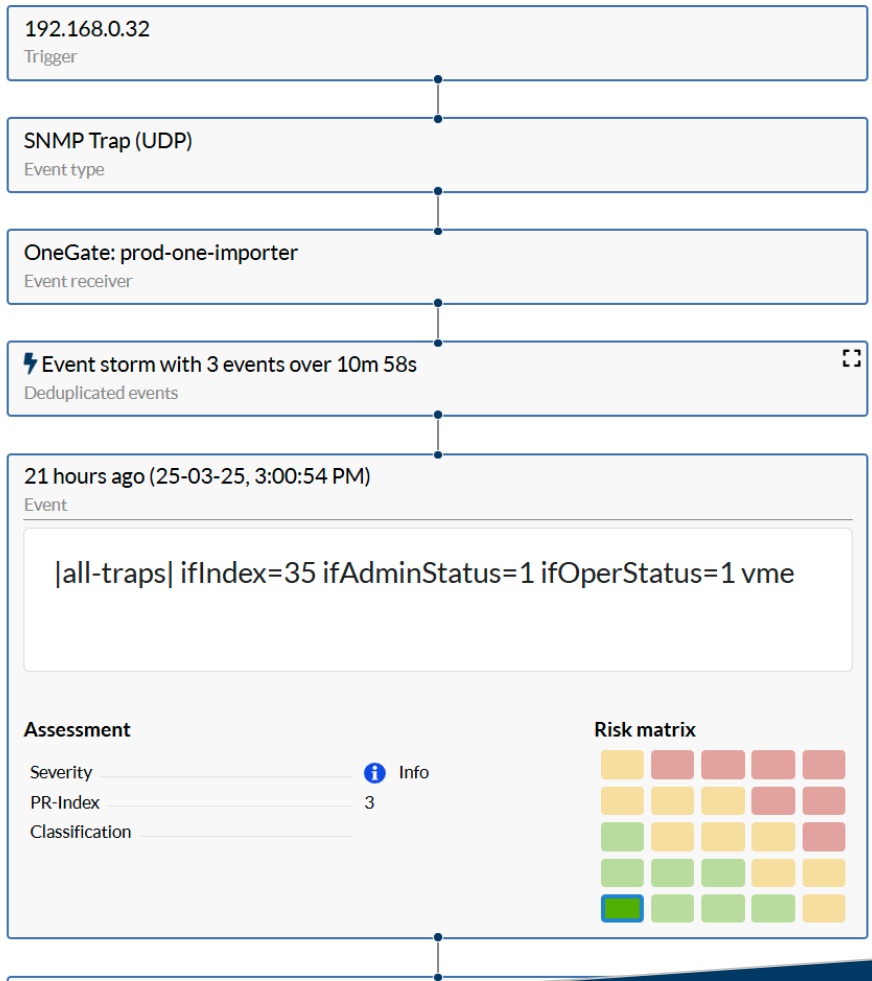 192.168.0.32
Trigger
SNMP Trap (UDP)
Event type
OneGate: prod-one-importer
Event receiver
Event storm with 3 events over 10m 58s
Deduplicated events
21 hours ago (25-03-25, 3:00:54 PM)
Event
|all-traps| ifIndex=35 ifAdminStatus=1 ifOperStatus=1 vme
Assessment
Severity Info
PR-Index 3
Classification
Risk matrix